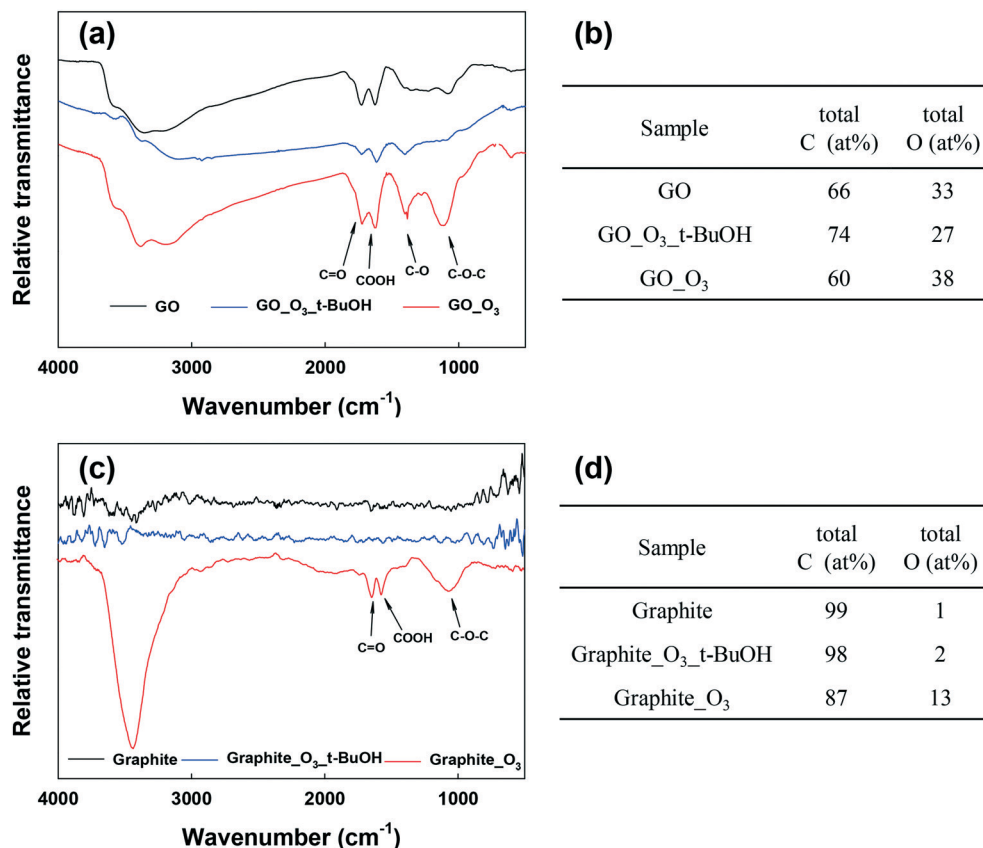 (a)
Relative transmittance
C=O
COOH
C-O
C-O-C
GO
GO_O₃_t-BuOH
GO_O₃
4000
3000
2000
1000
Wavenumber (cm⁻¹)
(b)
Sample total C (at%) total O (at%)
GO 66 33
GO_O₃_t-BuOH 74 27
GO_O₃ 60 38
(c)
Relative transmittance
C=O
COOH
C-O-C
Graphite
Graphite_O₃_t-BuOH
Graphite_O₃
4000
3000
2000
1000
Wavenumber (cm⁻¹)
(d)
Sample total C (at%) total O (at%)
Graphite 99 1
Graphite_O₃_t-BuOH 98 2
Graphite_O₃ 87 13